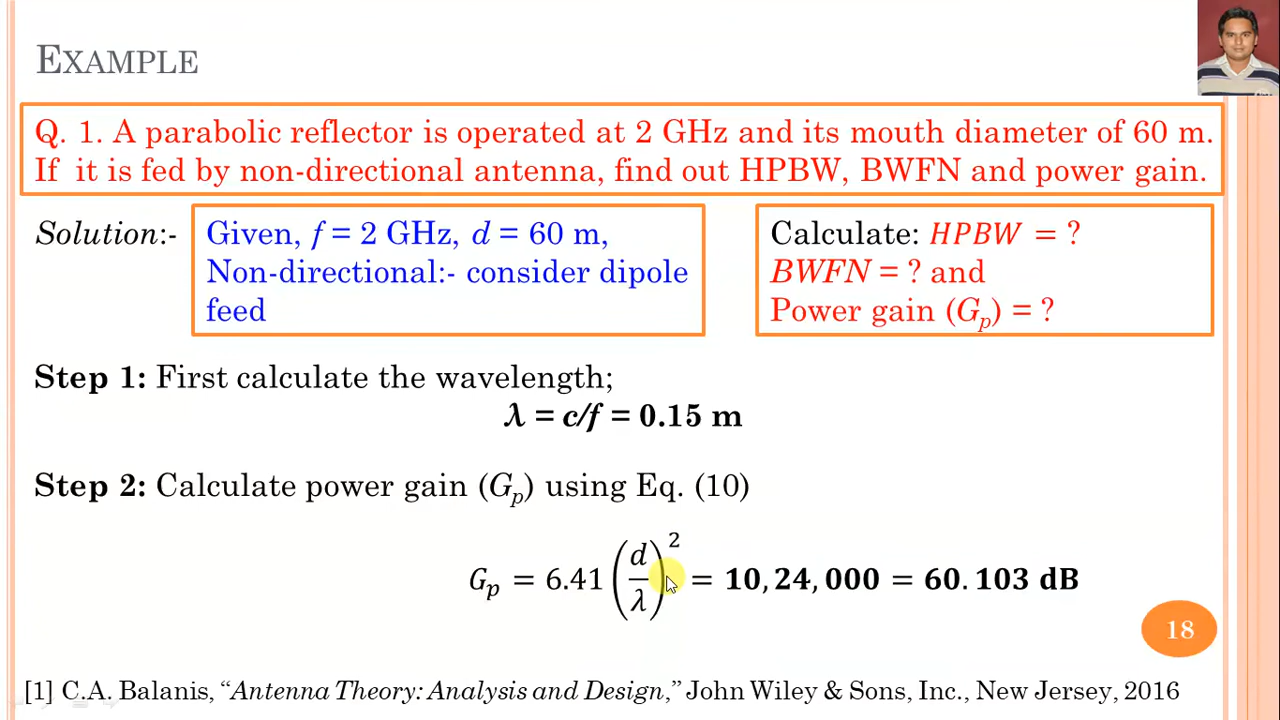 EXAMPLE
Q. 1. A parabolic reflector is operated at 2 GHz and its mouth diameter of 60 m.
If it is fed by non-directional antenna, find out HPBW, BWFN and power gain.
Solution:-
Given, f = 2 GHz, d = 60 m,
Non-directional:- consider dipole
feed
Calculate: HPBW = ?
BWFN = ? and
Power gain (Gp) = ?
Step 1: First calculate the wavelength;
λ = c/f = 0.15 m
Step 2: Calculate power gain (Gp) using Eq. (10)
Gp = 6.41 (d/λ)² = 10,24,000 = 60.103 dB
18
[1] C.A. Balanis, “Antenna Theory: Analysis and Design,” John Wiley & Sons, Inc., New Jersey, 2016